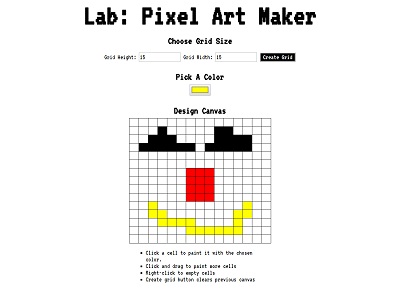 Lab: Pixel Art Maker
Choose Grid Size
Grid Height: 15 Grid Width: 15 Create Grid
Pick A Color
Design Canvas
• Click a cell to paint it with the chosen
color.
• Click and drag to paint more cells
• Right-click to empty cells
• Create grid button clears previous canvas